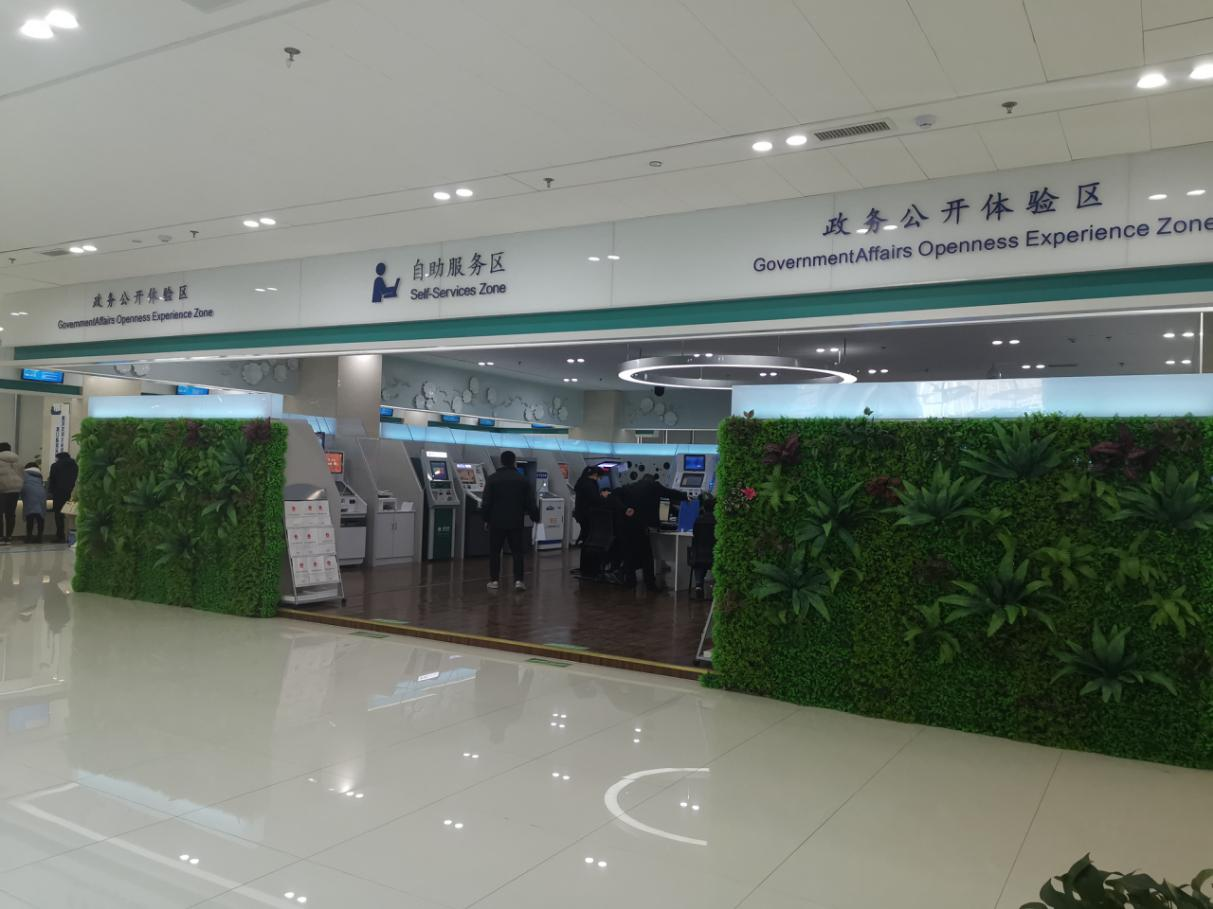 政务公开体验区
GovernmentAffairs Openness Experience Zone
自助服务区
Self-Services Zone
政务公开体验区
GovernmentAffairs Openness Experience Zone